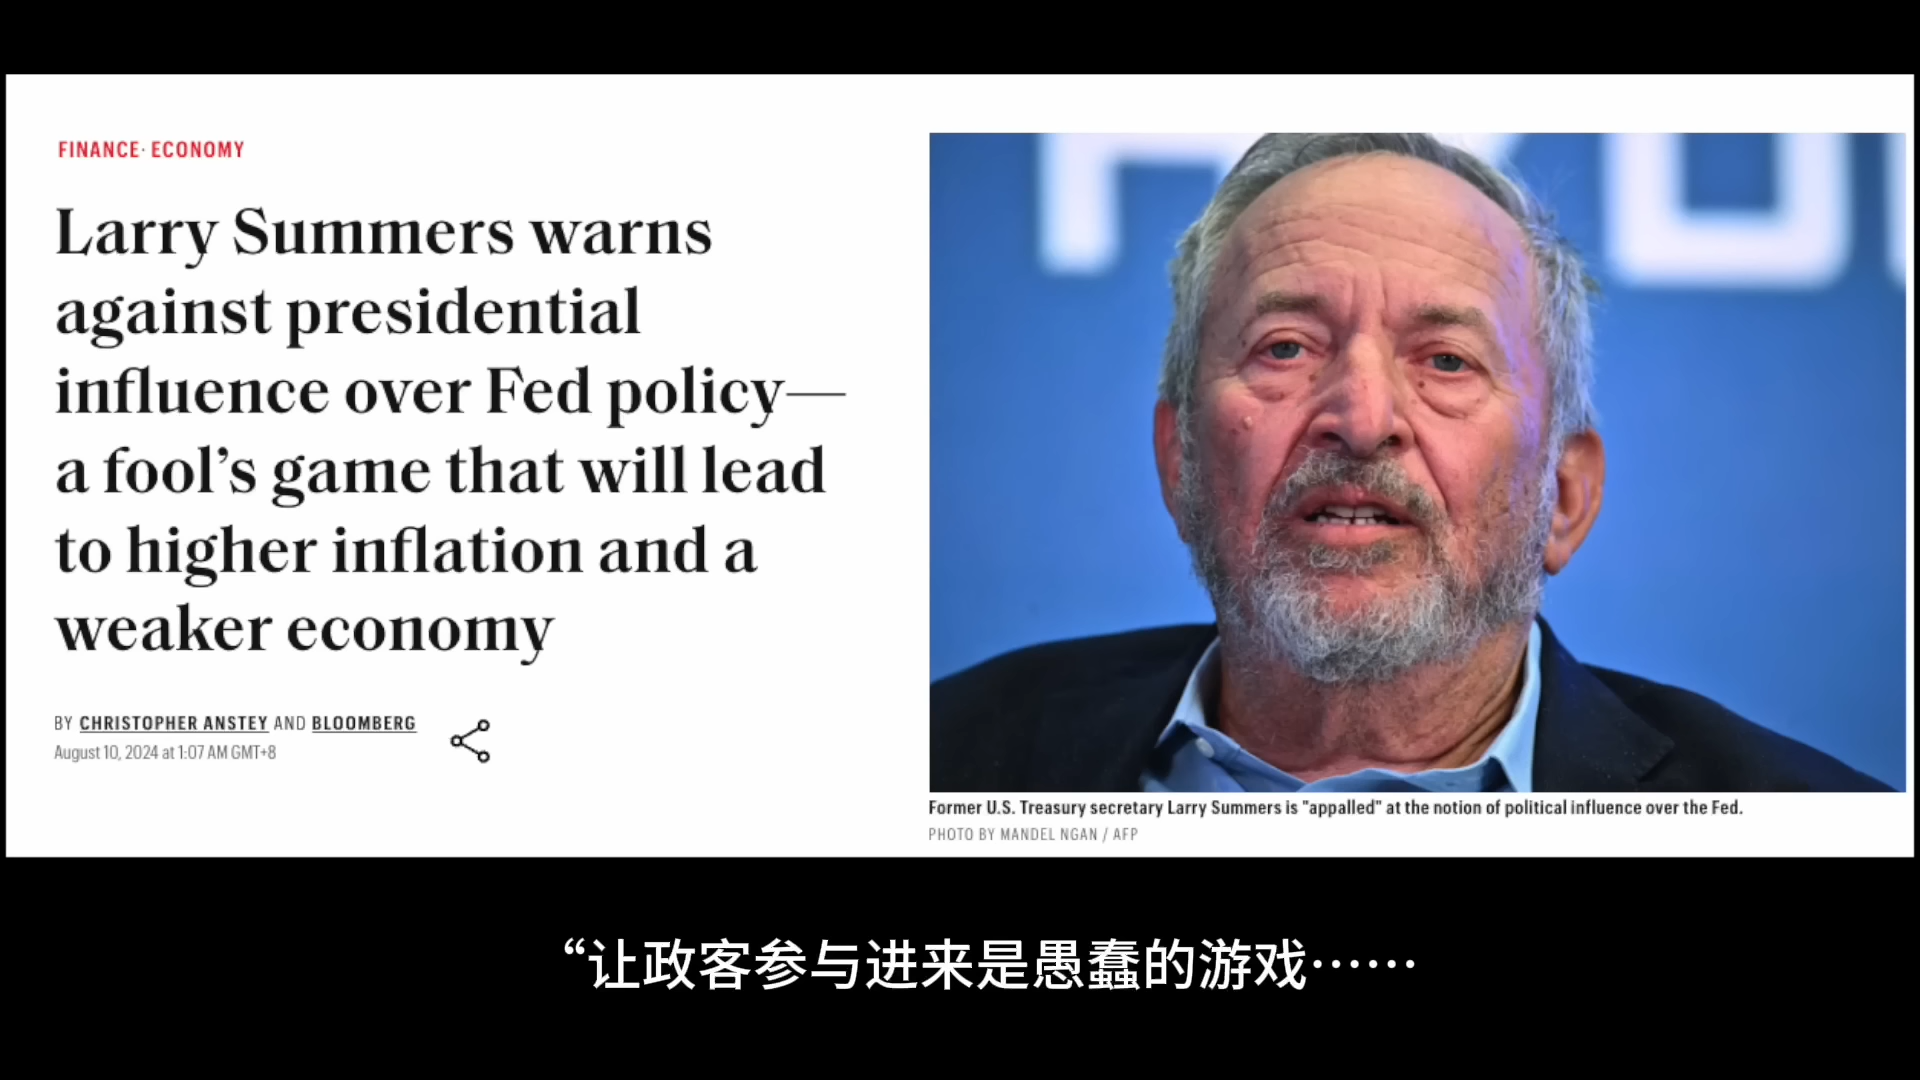 FINANCE · ECONOMY
Larry Summers warns
against presidential
influence over Fed policy—
a fool’s game that will lead
to higher inflation and a
weaker economy
BY CHRISTOPHER ANSTEY AND BLOOMBERG
August 10, 2024 at 1:07 AM GMT+8
Former U.S. Treasury secretary Larry Summers is "appalled" at the notion of political influence over the Fed.
PHOTO BY MANDEL NGAN / AFP
“让政客参与进来是愚蠢的游戏……